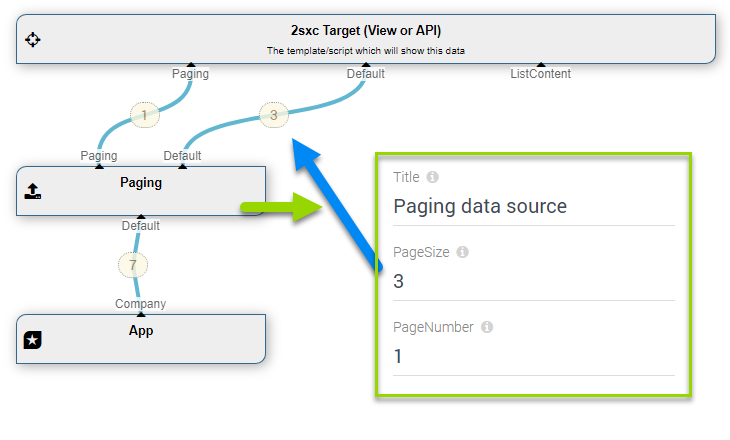 2sxc Target (View or API)
The template/script which will show this data
Paging
Default
ListContent
1
3
Paging
Default
Paging
Default
7
Company
App
Title
Paging data source
PageSize
3
PageNumber
1